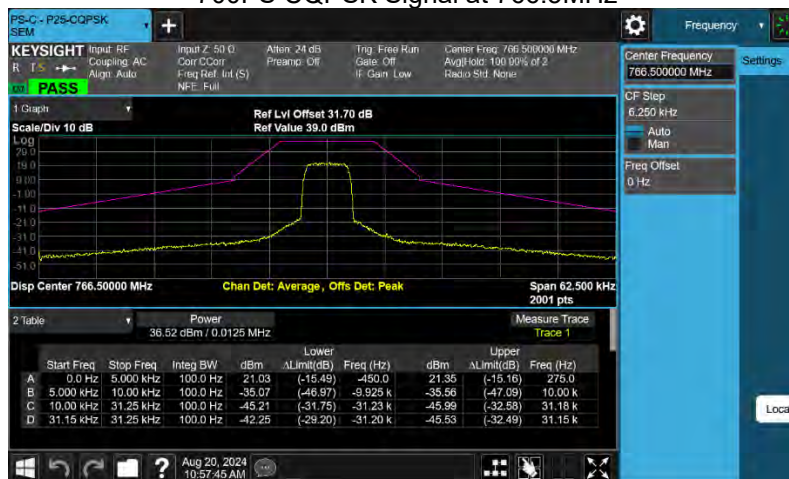 PS-C - P25-CQPSK
SEM
Frequency
KEYSIGHT
R T S
PASS
Input: RF
Coupling: AC
Align: Auto
Input Z: 50 Ω
Corr CCorr
Freq Ref: Int (S)
NFE: Full
Atten: 24 dB
Preamp: Off
Trig: Free Run
Gate: Off
IF Gain: Low
Center Freq: 766.500000 MHz
Avg|Hold: 100.00% of 2
Radio Std: None
Center Frequency
766.500000 MHz
Settings
CF Step
6.250 kHz
Auto
Man
Freq Offset
0 Hz
1 Graph
Scale/Div 10 dB
Ref Lvl Offset 31.70 dB
Ref Value 39.0 dBm
Log
29.0
19.0
9.00
-1.00
-11.0
-21.0
-31.0
-41.0
-51.0
Disp Center 766.50000 MHz
Chan Det: Average, Offs Det: Peak
Span 62.500 kHz
2001 pts
2 Table
Power
36.52 dBm / 0.0125 MHz
Measure Trace
Trace 1
Lower Upper
Start Freq Stop Freq Integ BW dBm ΔLimit(dB) Freq (Hz) dBm ΔLimit(dB) Freq (Hz)
A 0.0 Hz 5.000 kHz 100.0 Hz 21.03 (-15.49) -450.0 21.35 (-15.16) 275.0
B 5.000 kHz 10.00 kHz 100.0 Hz -35.07 (-46.97) -9.925 k -35.56 (-47.09) 10.00 k
C 10.00 kHz 31.25 kHz 100.0 Hz -45.21 (-31.75) -31.23 k -45.99 (-32.58) 31.18 k
D 31.15 kHz 31.25 kHz 100.0 Hz -42.25 (-29.20) -31.20 k -45.53 (-32.49) 31.15 k
Loca
? Aug 20, 2024
10:57:45 AM